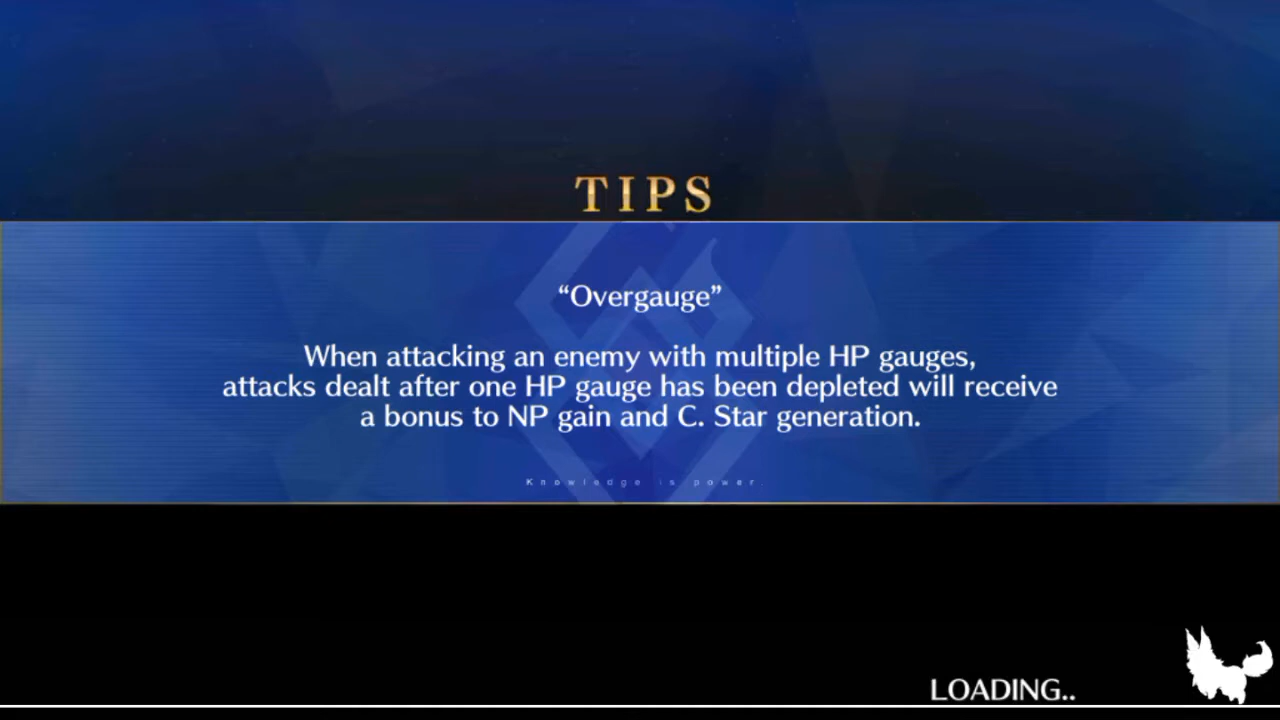 TIPS
“Overgauge”
When attacking an enemy with multiple HP gauges,
attacks dealt after one HP gauge has been depleted will receive
a bonus to NP gain and C. Star generation.
Knowledge is power.
LOADING..